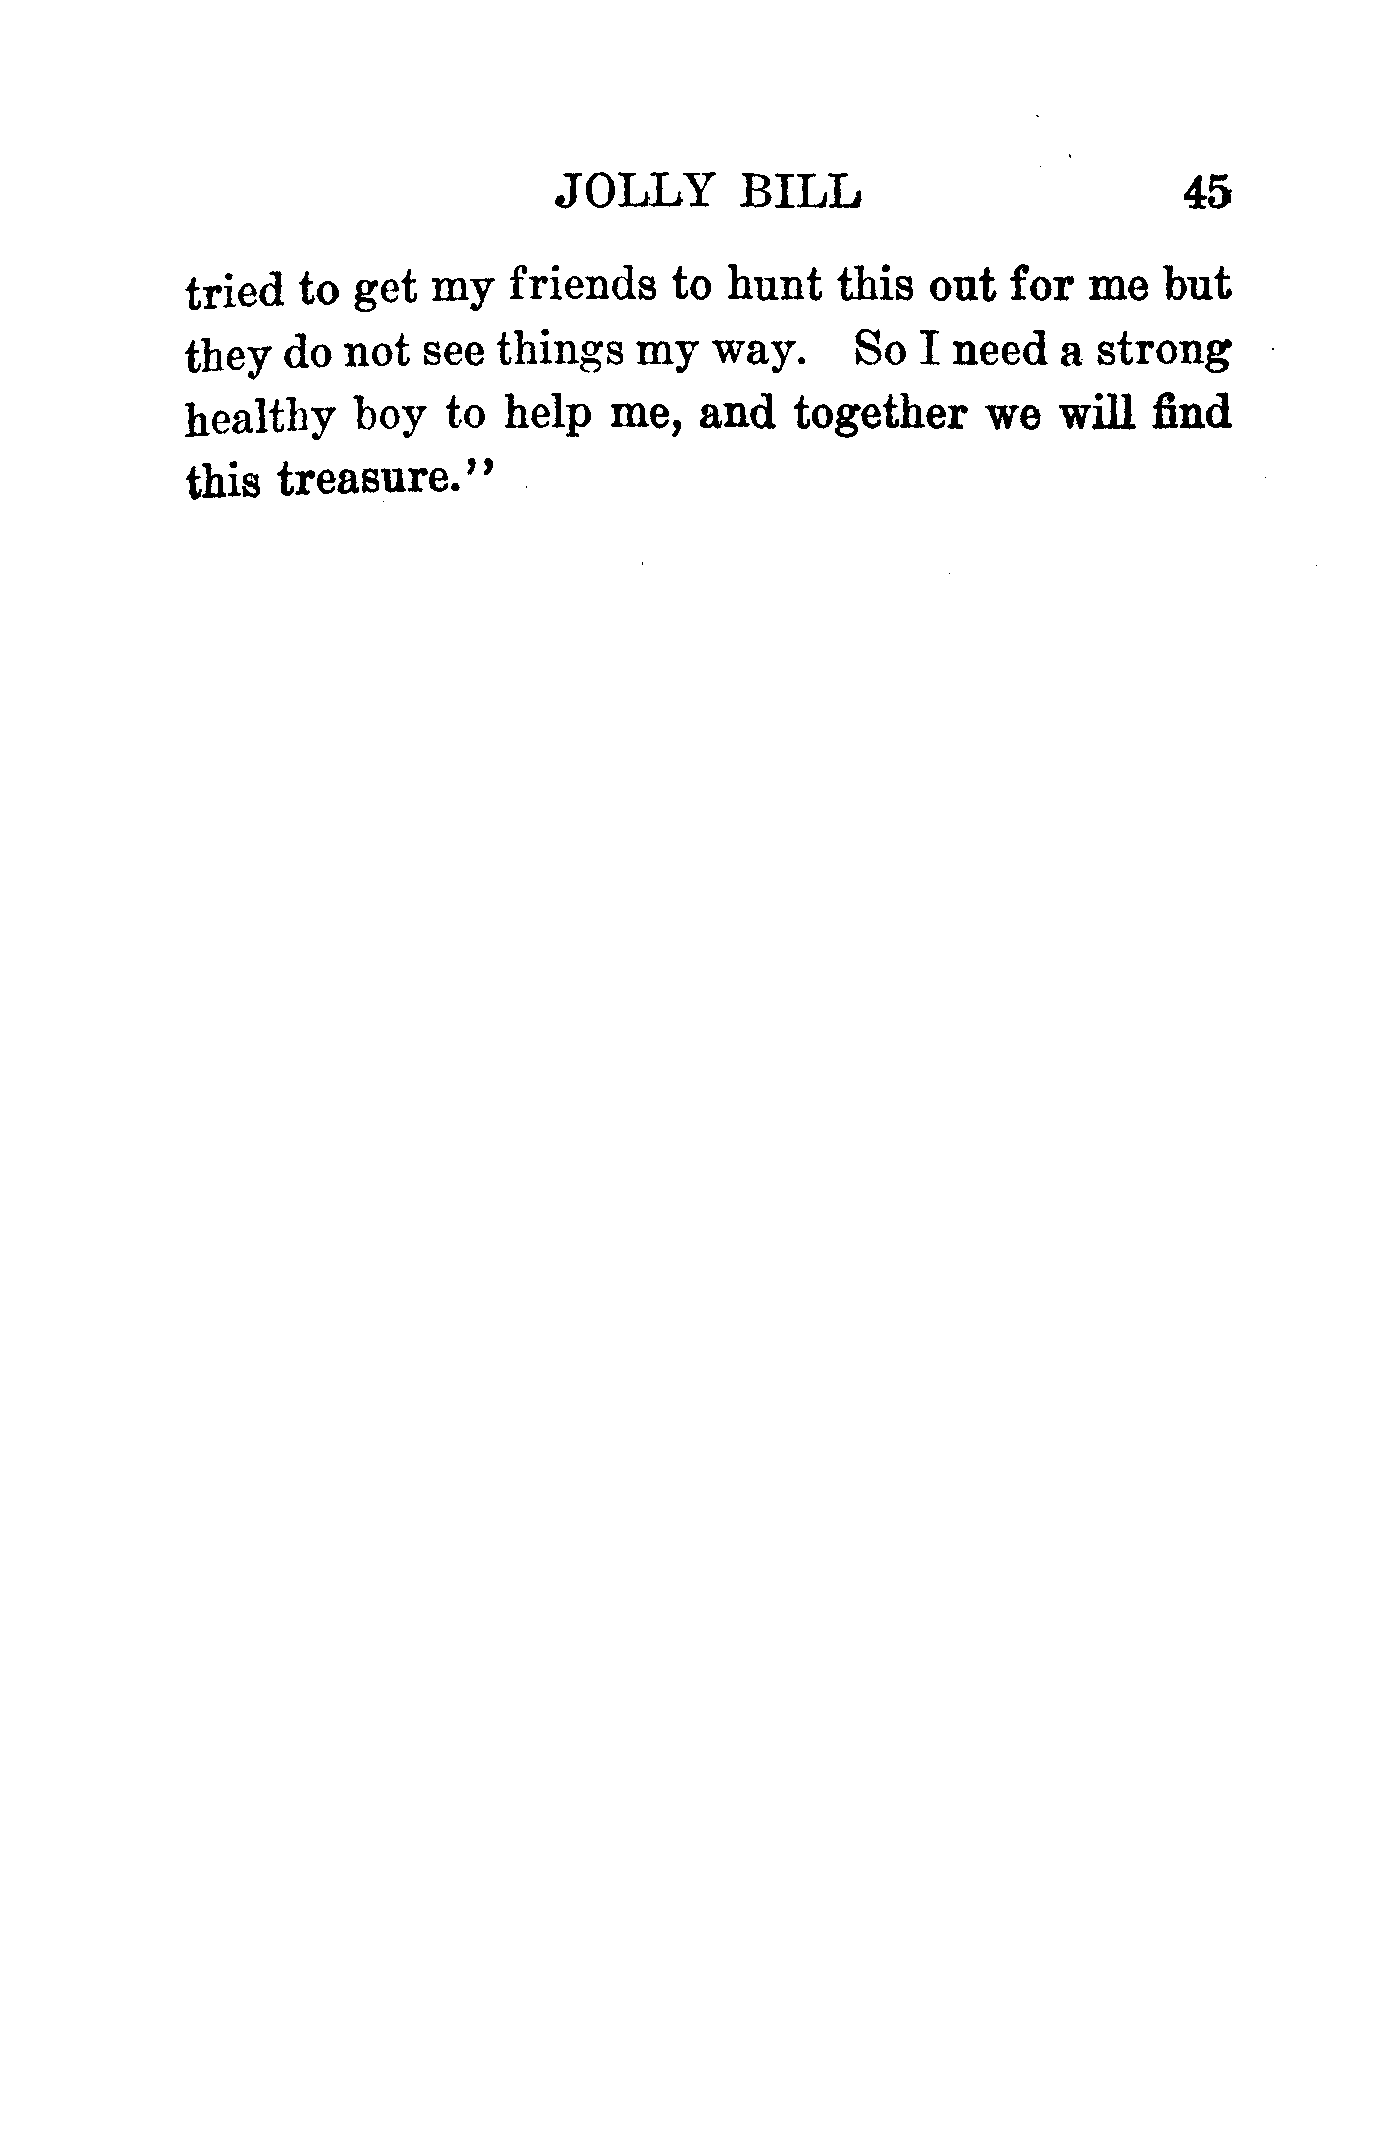 JOLLY BILL 45
tried to get my friends to hunt this out for me but
they do not see things my way. So I need a strong
healthy boy to help me, and together we will find
this treasure.''